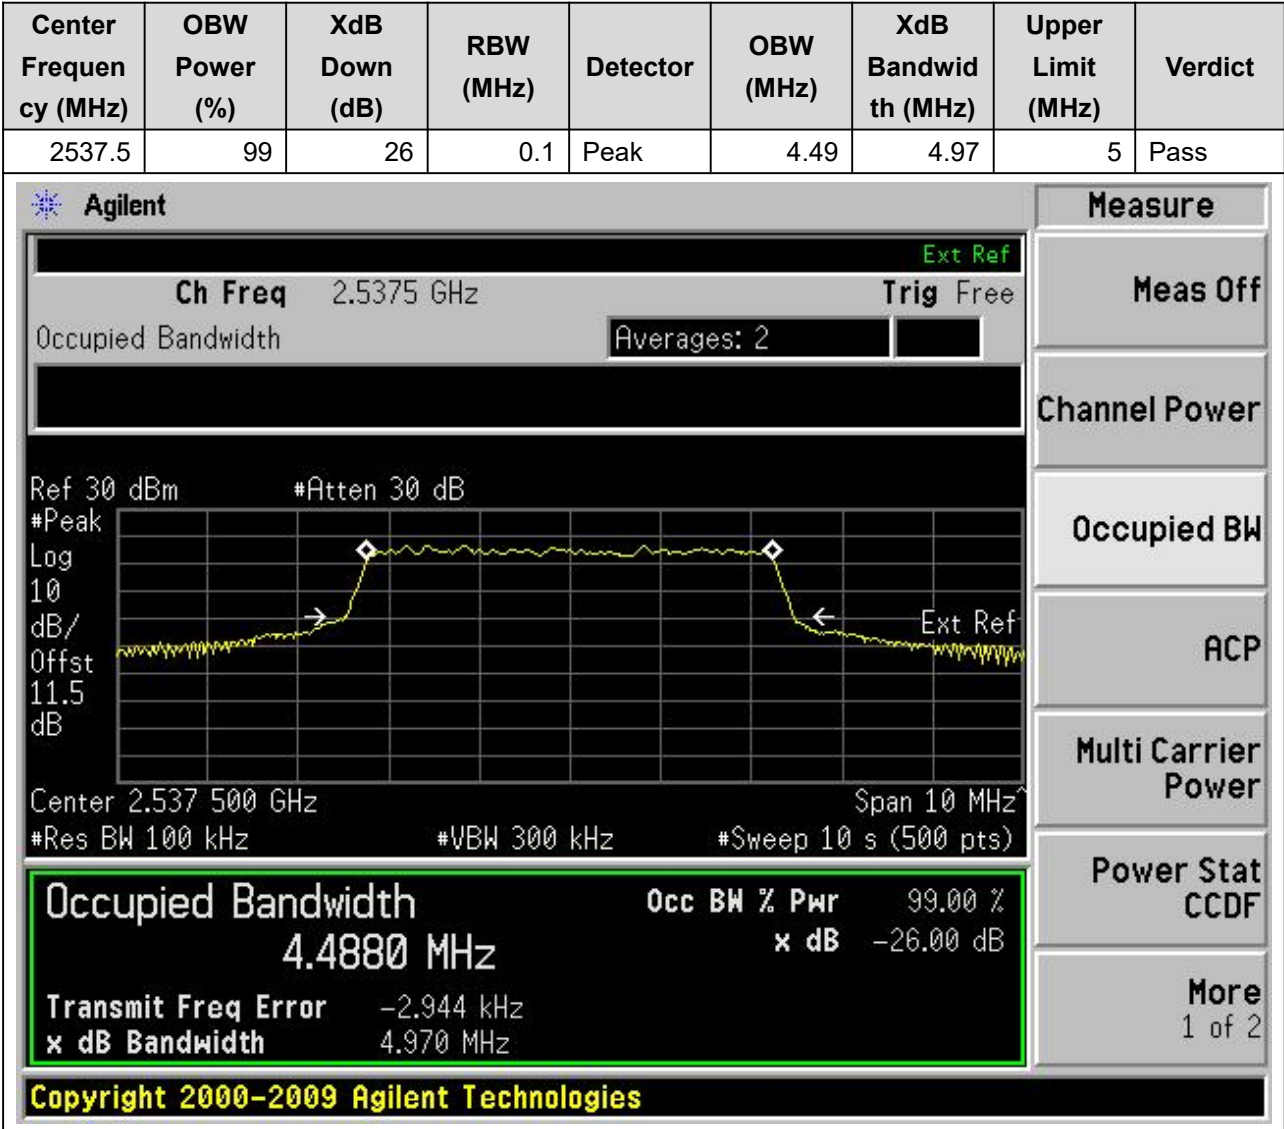 Center Frequen cy (MHz) OBW Power (%) XdB Down (dB) RBW (MHz) Detector OBW (MHz) XdB Bandwid th (MHz) Upper Limit (MHz) Verdict
2537.5 99 26 0.1 Peak 4.49 4.97 5 Pass
Agilent
Ext Ref
Ch Freq 2.5375 GHz Trig Free
Occupied Bandwidth Averages: 2
Ref 30 dBm #Atten 30 dB
#Peak
Log
10
dB/
Offst
11.5
dB
Ext Ref
Center 2.537 500 GHz Span 10 MHz^
#Res BW 100 kHz #VBW 300 kHz #Sweep 10 s (500 pts)
Occupied Bandwidth Occ BW % Pwr 99.00 %
4.4880 MHz x dB -26.00 dB
Transmit Freq Error -2.944 kHz
x dB Bandwidth 4.970 MHz
Copyright 2000-2009 Agilent Technologies
Measure
Meas Off
Channel Power
Occupied BW
ACP
Multi Carrier
Power
Power Stat
CCDF
More
1 of 2